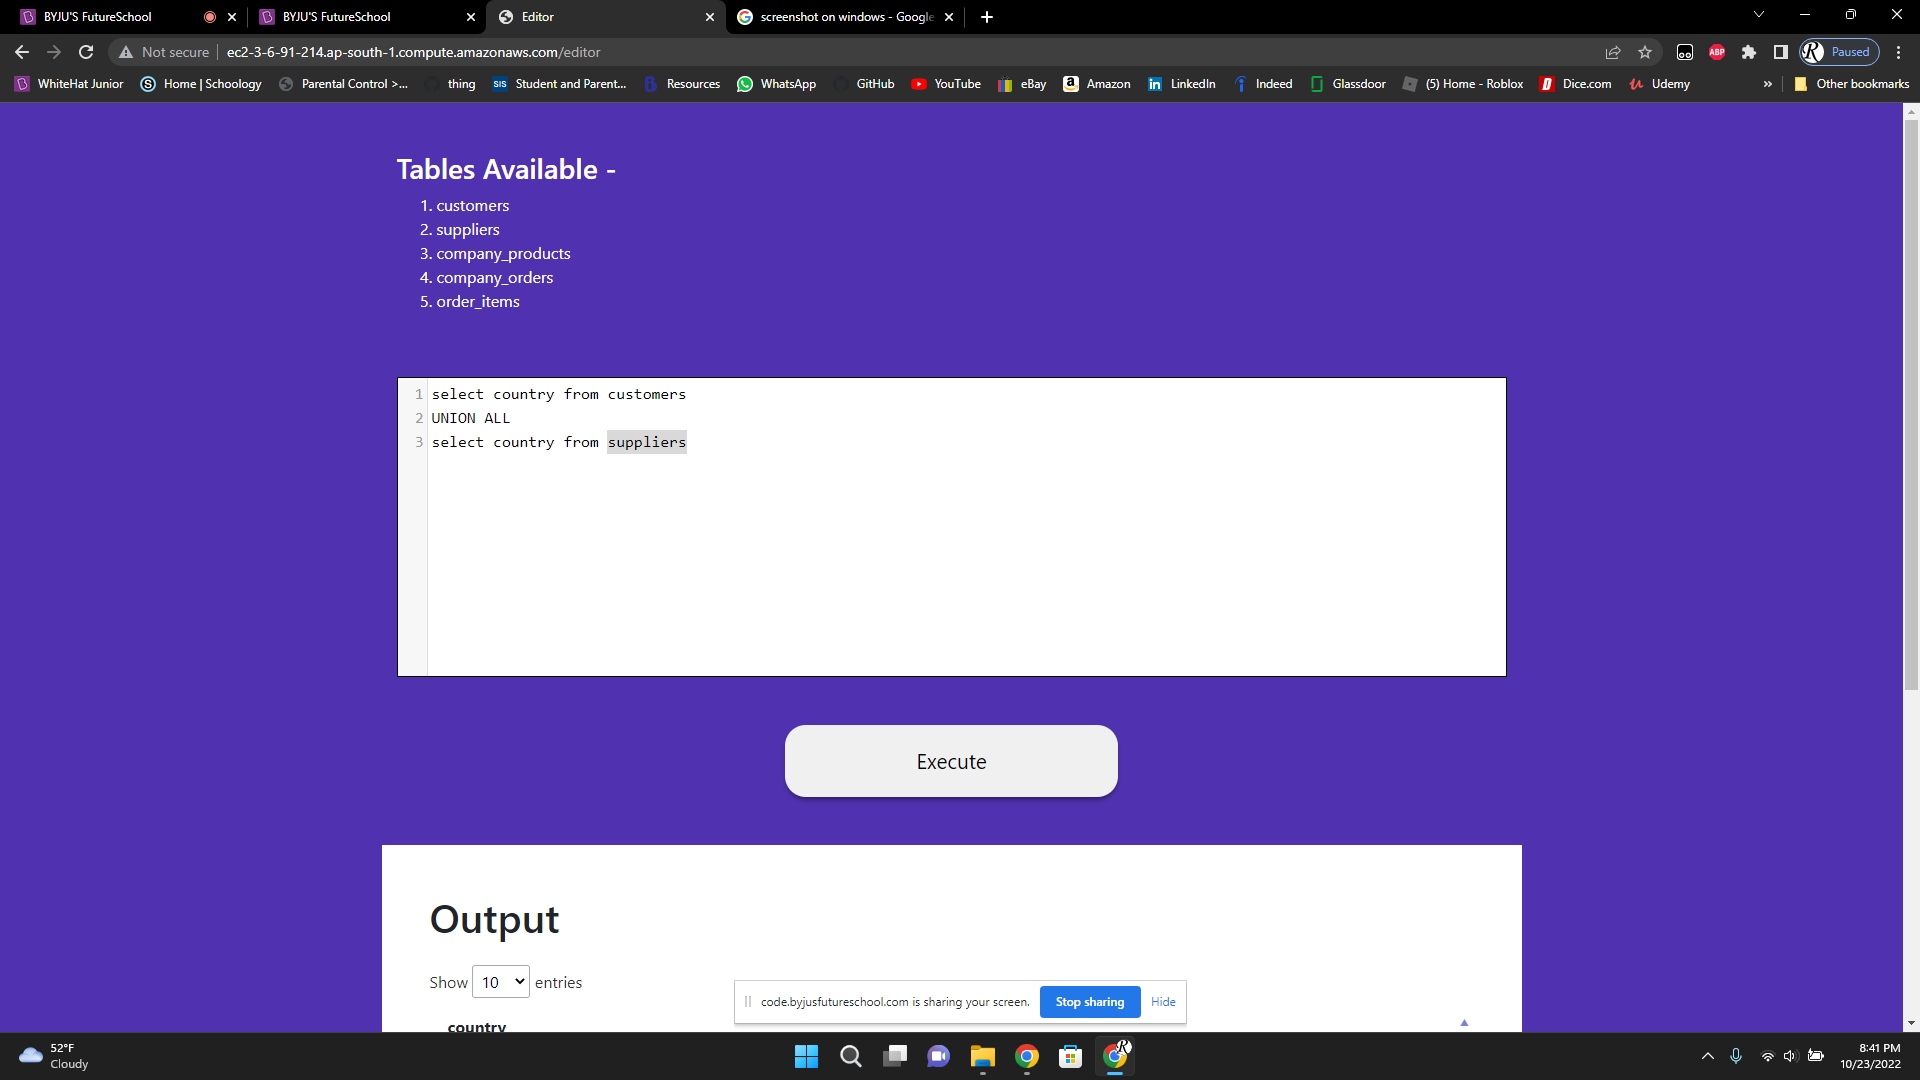 BYJU'S FutureSchool
BYJU'S FutureSchool
Editor
screenshot on windows - Google
Not secure
ec2-3-6-91-214.ap-south-1.compute.amazonaws.com/editor
ABP
Paused
WhiteHat Junior
Home | Schoology
Parental Control >...
thing
SIS
Student and Parent...
Resources
WhatsApp
GitHub
YouTube
eBay
Amazon
LinkedIn
Indeed
Glassdoor
(5) Home - Roblox
Dice.com
Udemy
»
Other bookmarks
Tables Available -
1. customers
2. suppliers
3. company_products
4. company_orders
5. order_items
1 select country from customers
2 UNION ALL
3 select country from suppliers
Execute
Output
Show 10 entries
country
code.byjusfutureschool.com is sharing your screen.
Stop sharing
Hide
52°F
Cloudy
8:41 PM
10/23/2022